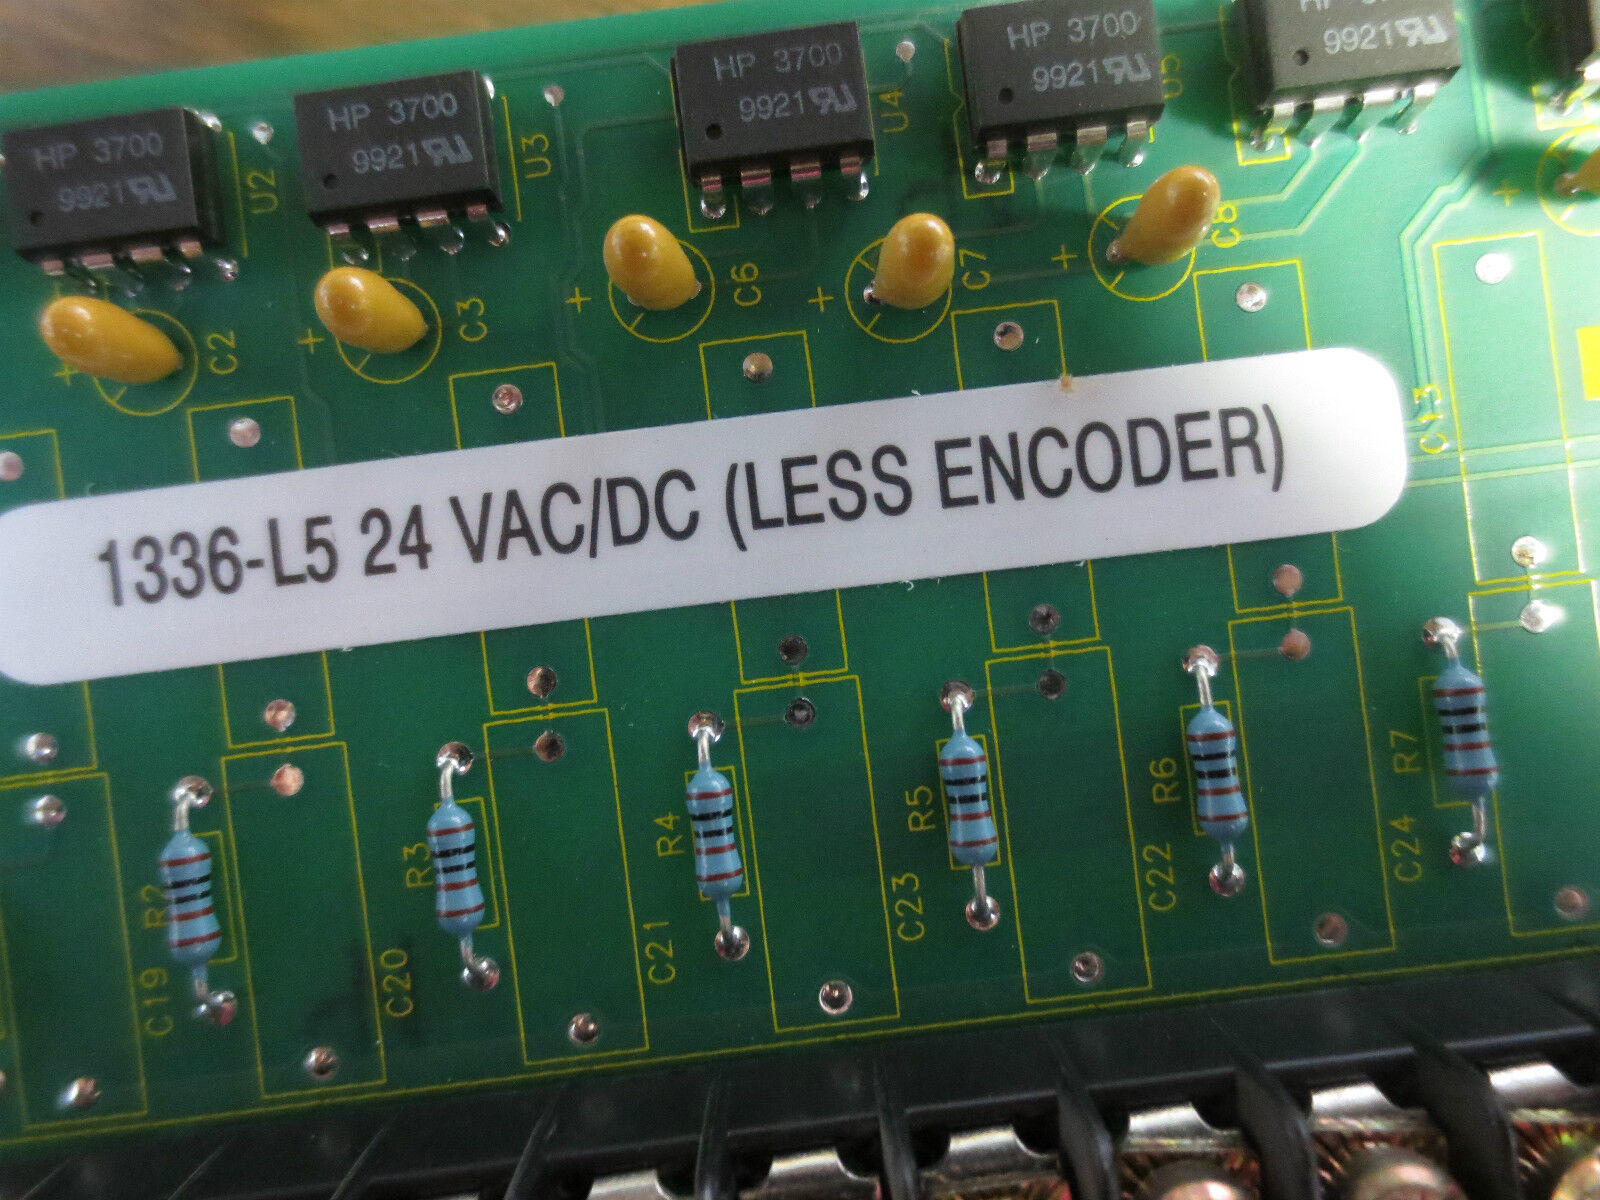 HP 3700
9921
U2
HP 3700
9921
U3
HP 3700
9921
U4
HP 3700
9921
U5
9921
+ C2
+ C3
+ C6
+ C7
+ C8
+
C13
1336-L5 24 VAC/DC (LESS ENCODER)
R2
R3
R4
R5
R6
R7
C19
C20
C21
C23
C22
C24